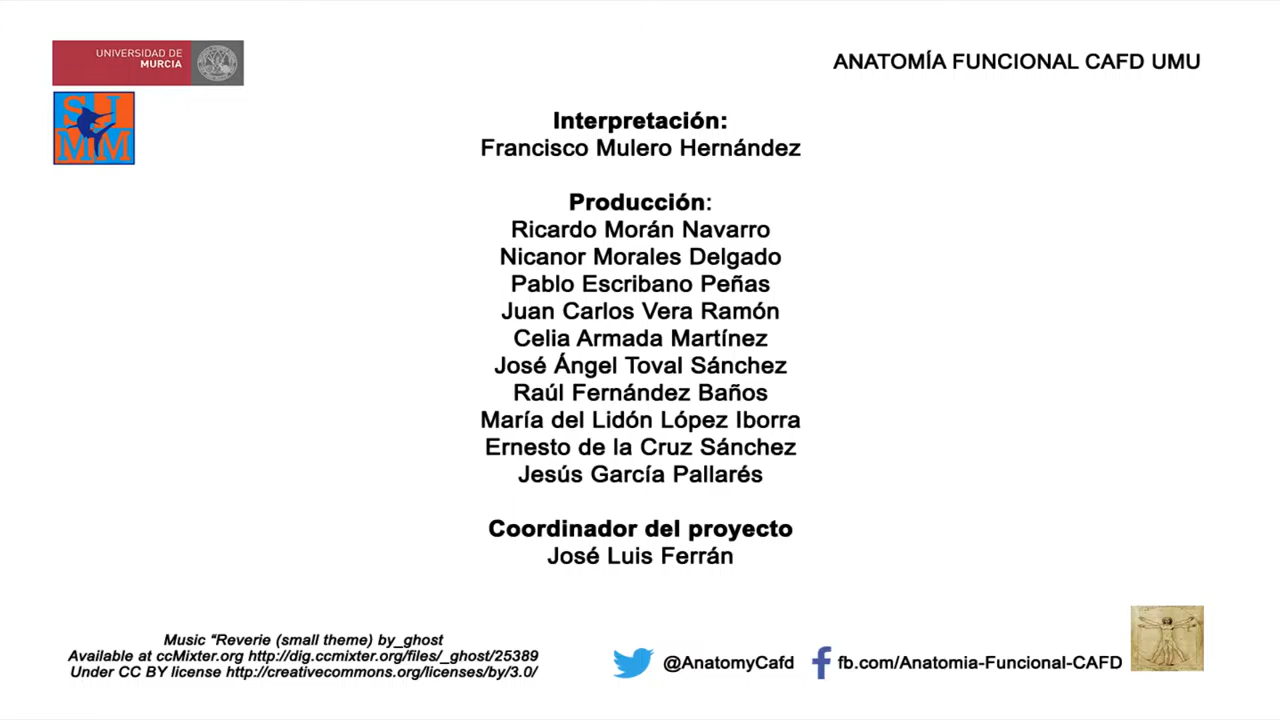 UNIVERSIDAD DE
MURCIA
ANATOMÍA FUNCIONAL CAFD UMU
SJ
MM
Interpretación:
Francisco Mulero Hernández
Producción:
Ricardo Morán Navarro
Nicanor Morales Delgado
Pablo Escribano Peñas
Juan Carlos Vera Ramón
Celia Armada Martínez
José Ángel Toval Sánchez
Raúl Fernández Baños
María del Lidón López Iborra
Ernesto de la Cruz Sánchez
Jesús García Pallarés
Coordinador del proyecto
José Luis Ferrán
Music “Reverie (small theme) by_ghost
Available at ccMixter.org http://dig.ccmixter.org/files/_ghost/25389
Under CC BY license http://creativecommons.org/licenses/by/3.0/
@AnatomyCafd
fb.com/Anatomia-Funcional-CAFD